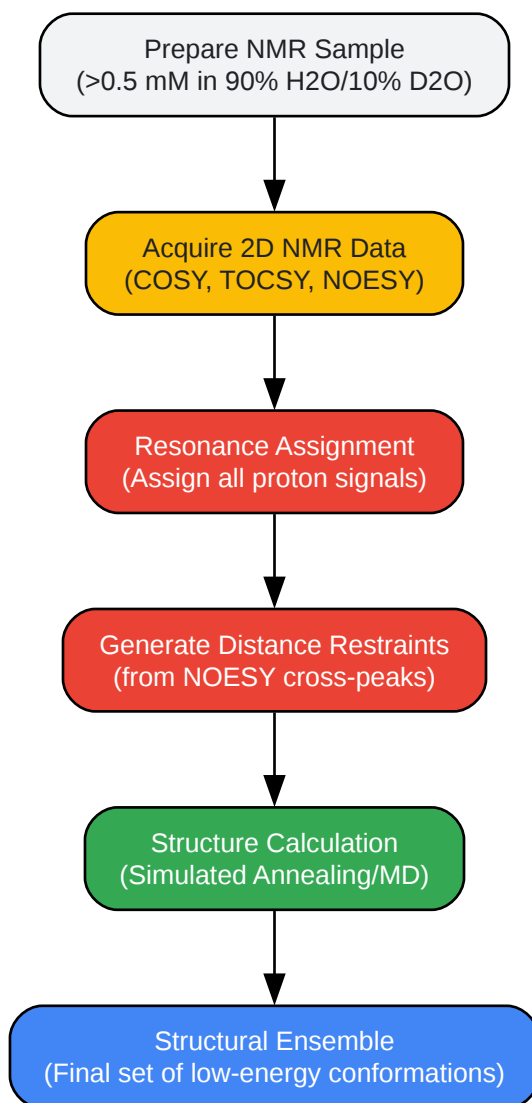 Prepare NMR Sample
(>0.5 mM in 90% H2O/10% D2O)
Acquire 2D NMR Data
(COSY, TOCSY, NOESY)
Resonance Assignment
(Assign all proton signals)
Generate Distance Restraints
(from NOESY cross-peaks)
Structure Calculation
(Simulated Annealing/MD)
Structural Ensemble
(Final set of low-energy conformations)